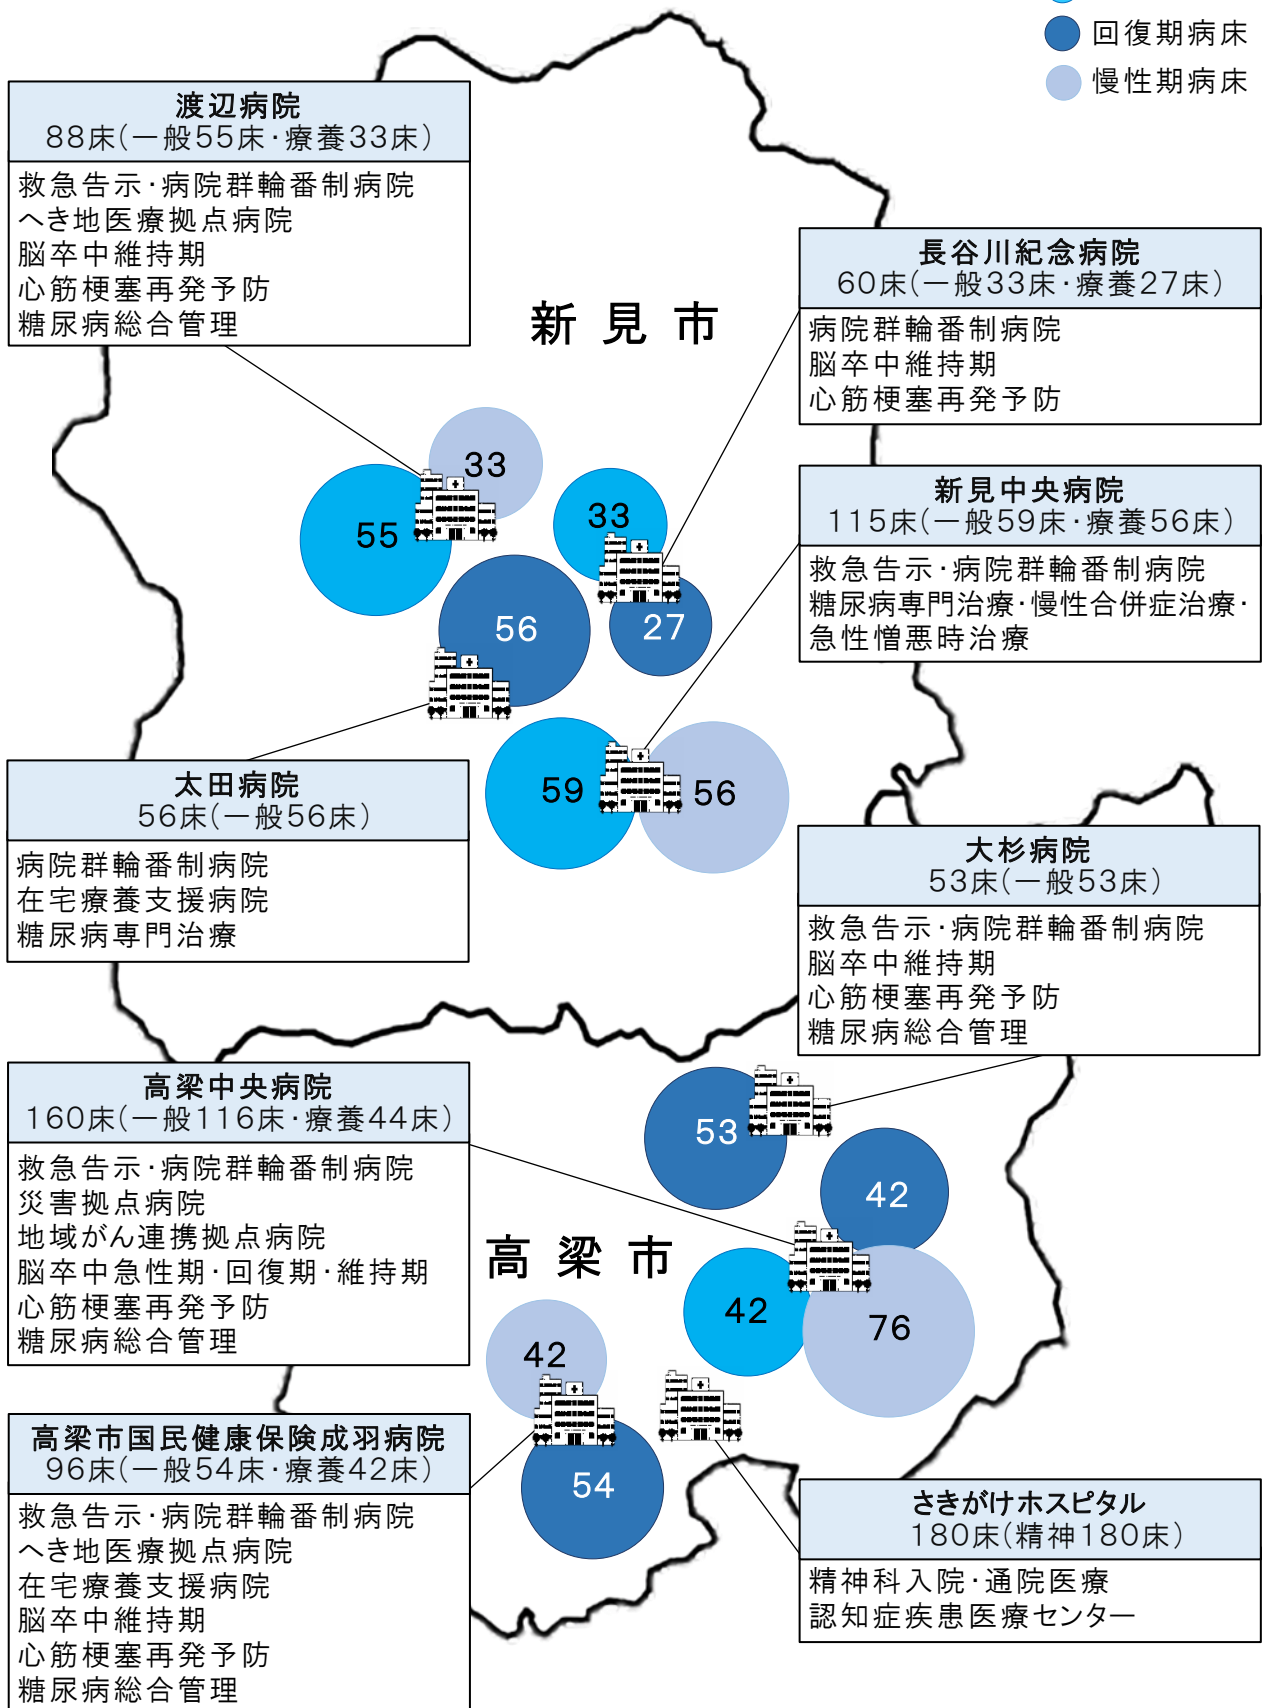 回復期病床
慢性期病床
渡辺病院
88床(一般55床・療養33床)
救急告示・病院群輪番制病院
へき地医療拠点病院
脳卒中維持期
心筋梗塞再発予防
糖尿病総合管理
新見市
長谷川紀念病院
60床(一般33床・療養27床)
病院群輪番制病院
脳卒中維持期
心筋梗塞再発予防
新見中央病院
115床(一般59床・療養56床)
救急告示・病院群輪番制病院
糖尿病専門治療・慢性合併症治療・
急性憎悪時治療
33
55
33
27
56
59
56
太田病院
56床(一般56床)
病院群輪番制病院
在宅療養支援病院
糖尿病専門治療
大杉病院
53床(一般53床)
救急告示・病院群輪番制病院
脳卒中維持期
心筋梗塞再発予防
糖尿病総合管理
高梁中央病院
160床(一般116床・療養44床)
救急告示・病院群輪番制病院
災害拠点病院
地域がん連携拠点病院
脳卒中急性期・回復期・維持期
心筋梗塞再発予防
糖尿病総合管理
高梁市
53
42
42
76
42
54
高梁市国民健康保険成羽病院
96床(一般54床・療養42床)
救急告示・病院群輪番制病院
へき地医療拠点病院
在宅療養支援病院
脳卒中維持期
心筋梗塞再発予防
糖尿病総合管理
さきがけホスピタル
180床(精神180床)
精神科入院・通院医療
認知症疾患医療センター